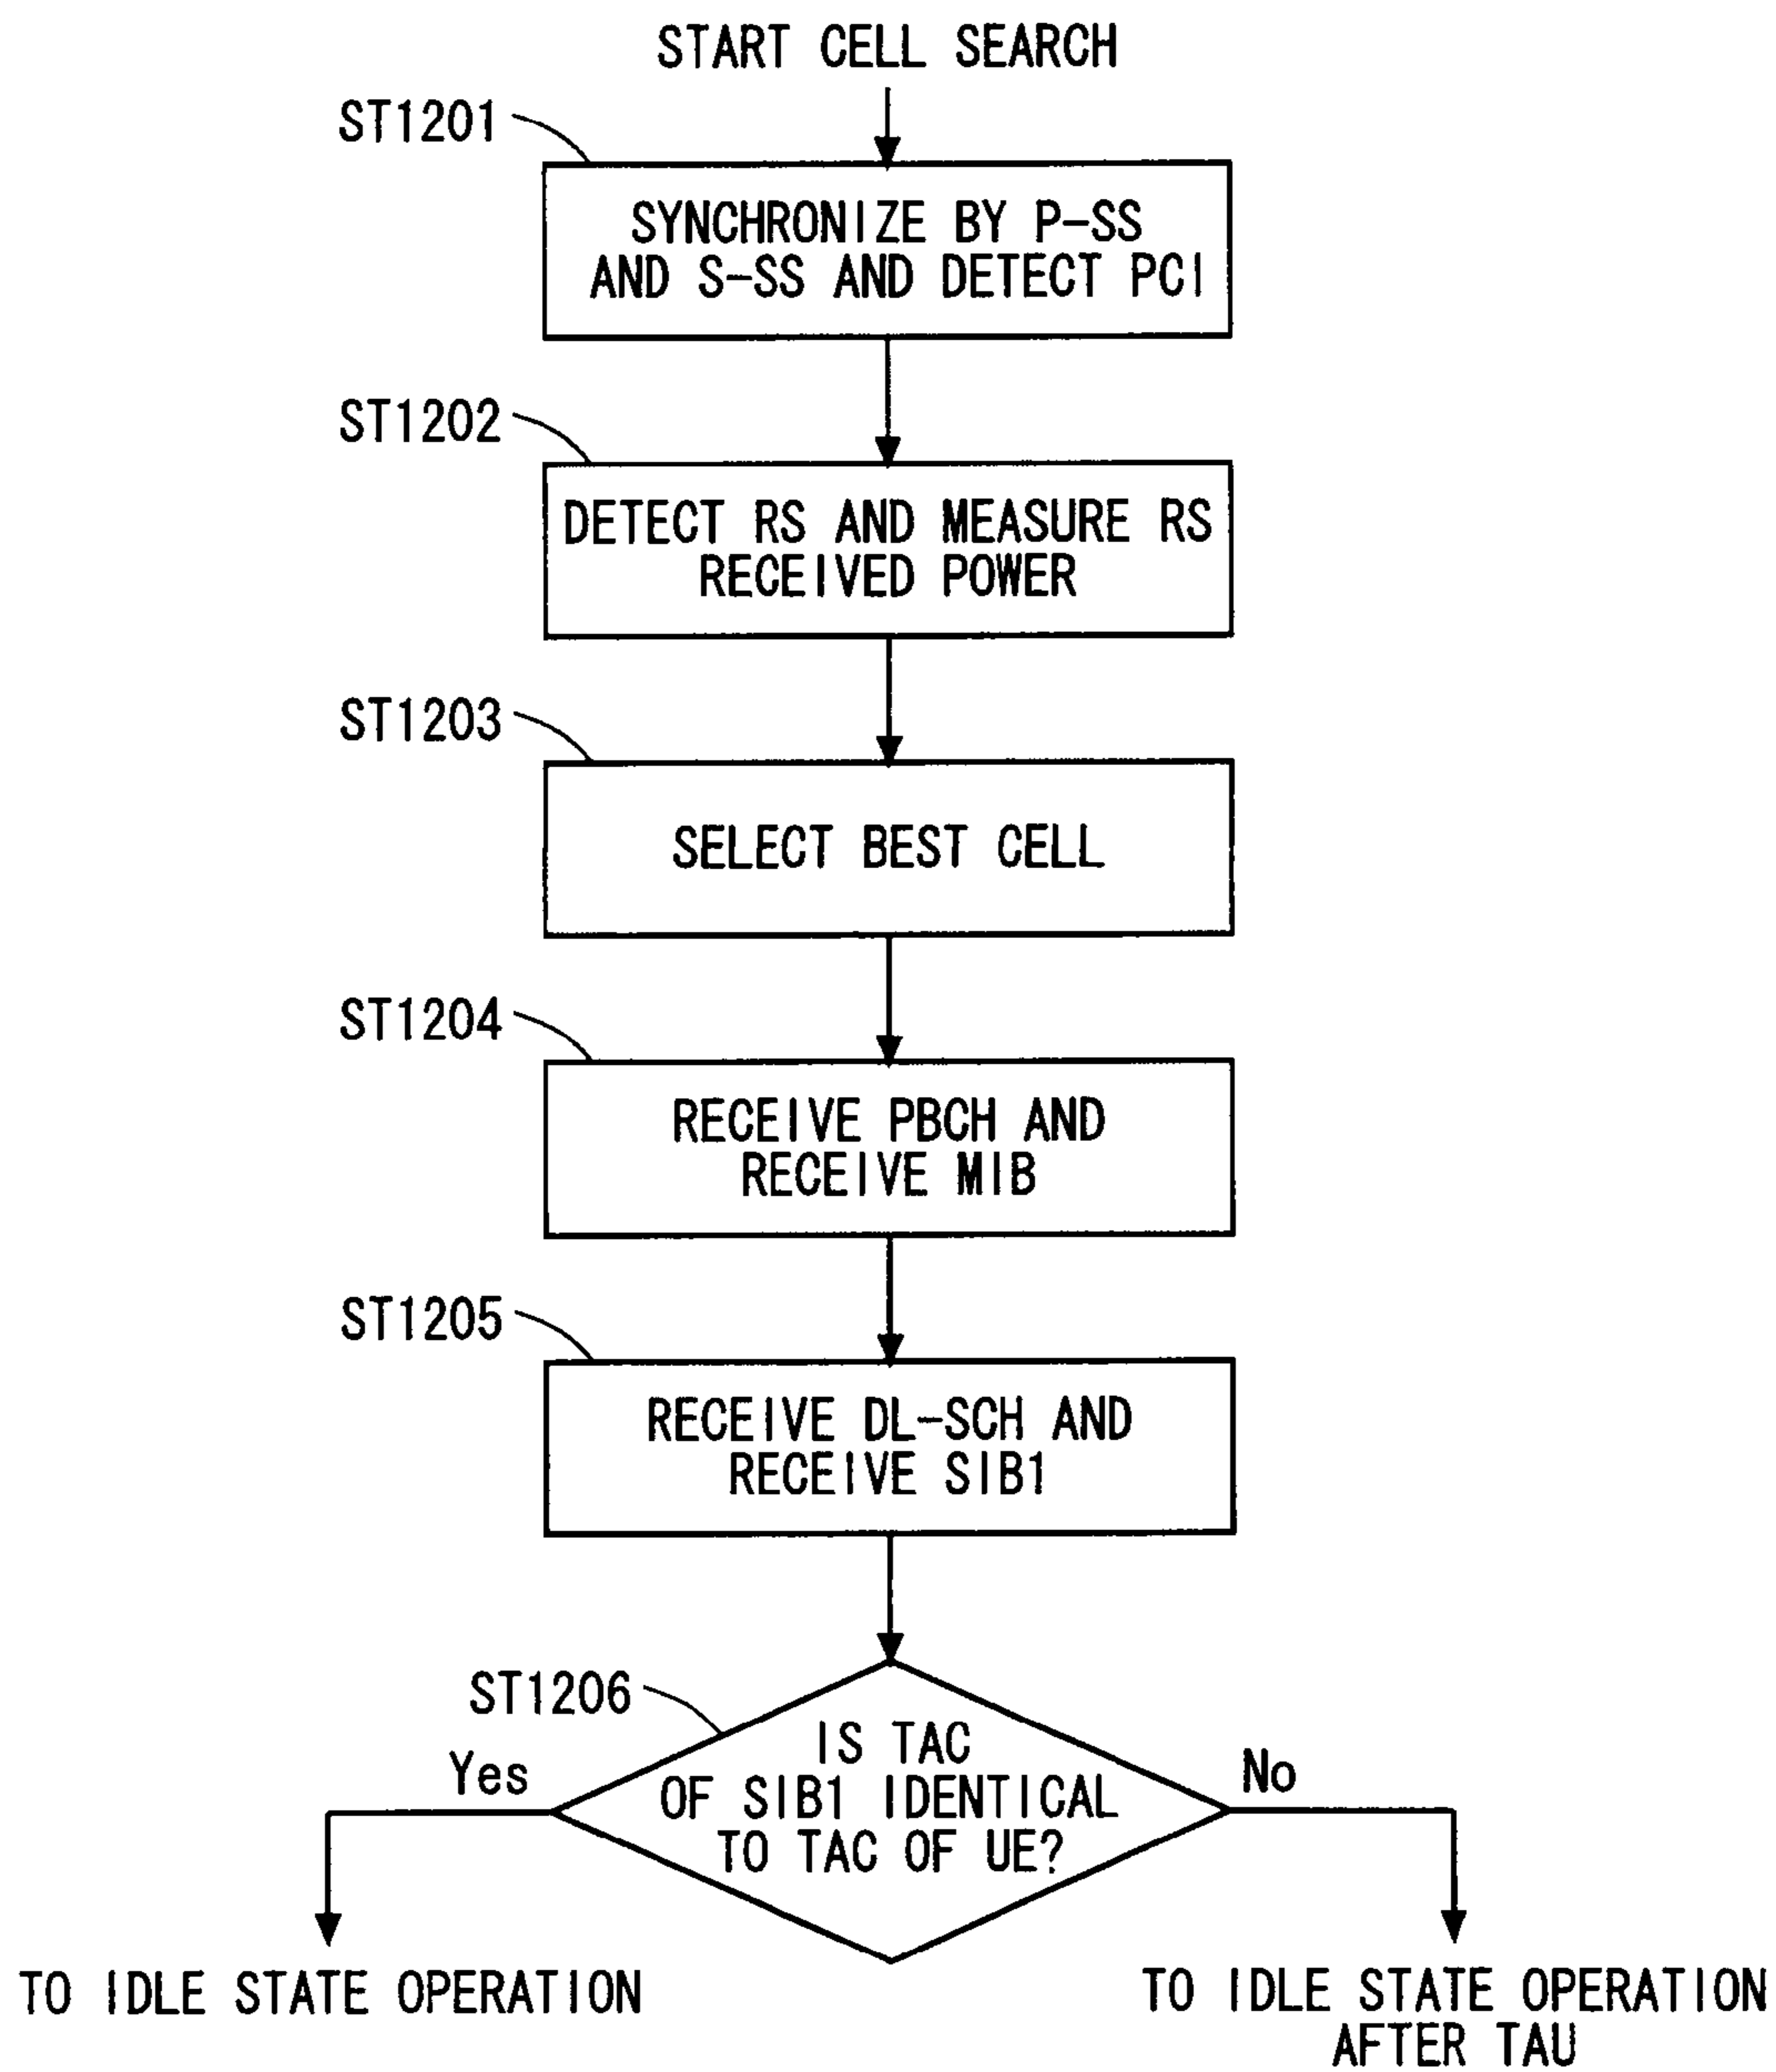 START CELL SEARCH
ST1201
SYNCHRONIZE BY P-SS
AND S-SS AND DETECT PCI
ST1202
DETECT RS AND MEASURE RS
RECEIVED POWER
ST1203
SELECT BEST CELL
ST1204
RECEIVE PBCH AND
RECEIVE MIB
ST1205
RECEIVE DL-SCH AND
RECEIVE SIB1
ST1206
IS TAC
OF SIB1 IDENTICAL
TO TAC OF UE?
Yes
No
TO IDLE STATE OPERATION
TO IDLE STATE OPERATION
AFTER TAU